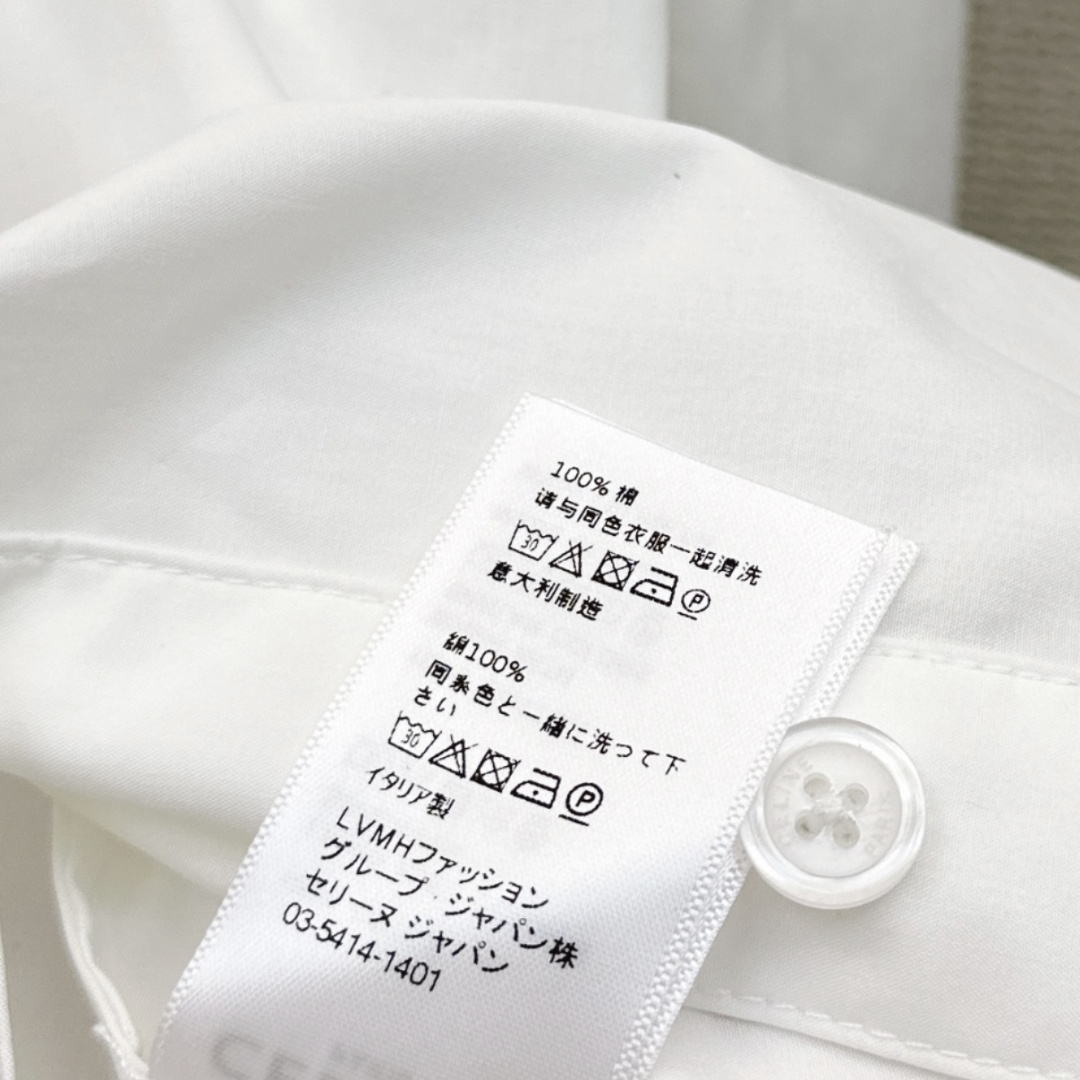 100% 棉
请与同色衣服一起清洗
30 P
意大利制造
綿100%
同系色と一緒に洗って下
さい
30 P
イタリア製
LVMHファッション
グループ・ジャパン株
セリーヌ ジャパン
03-5414-1401